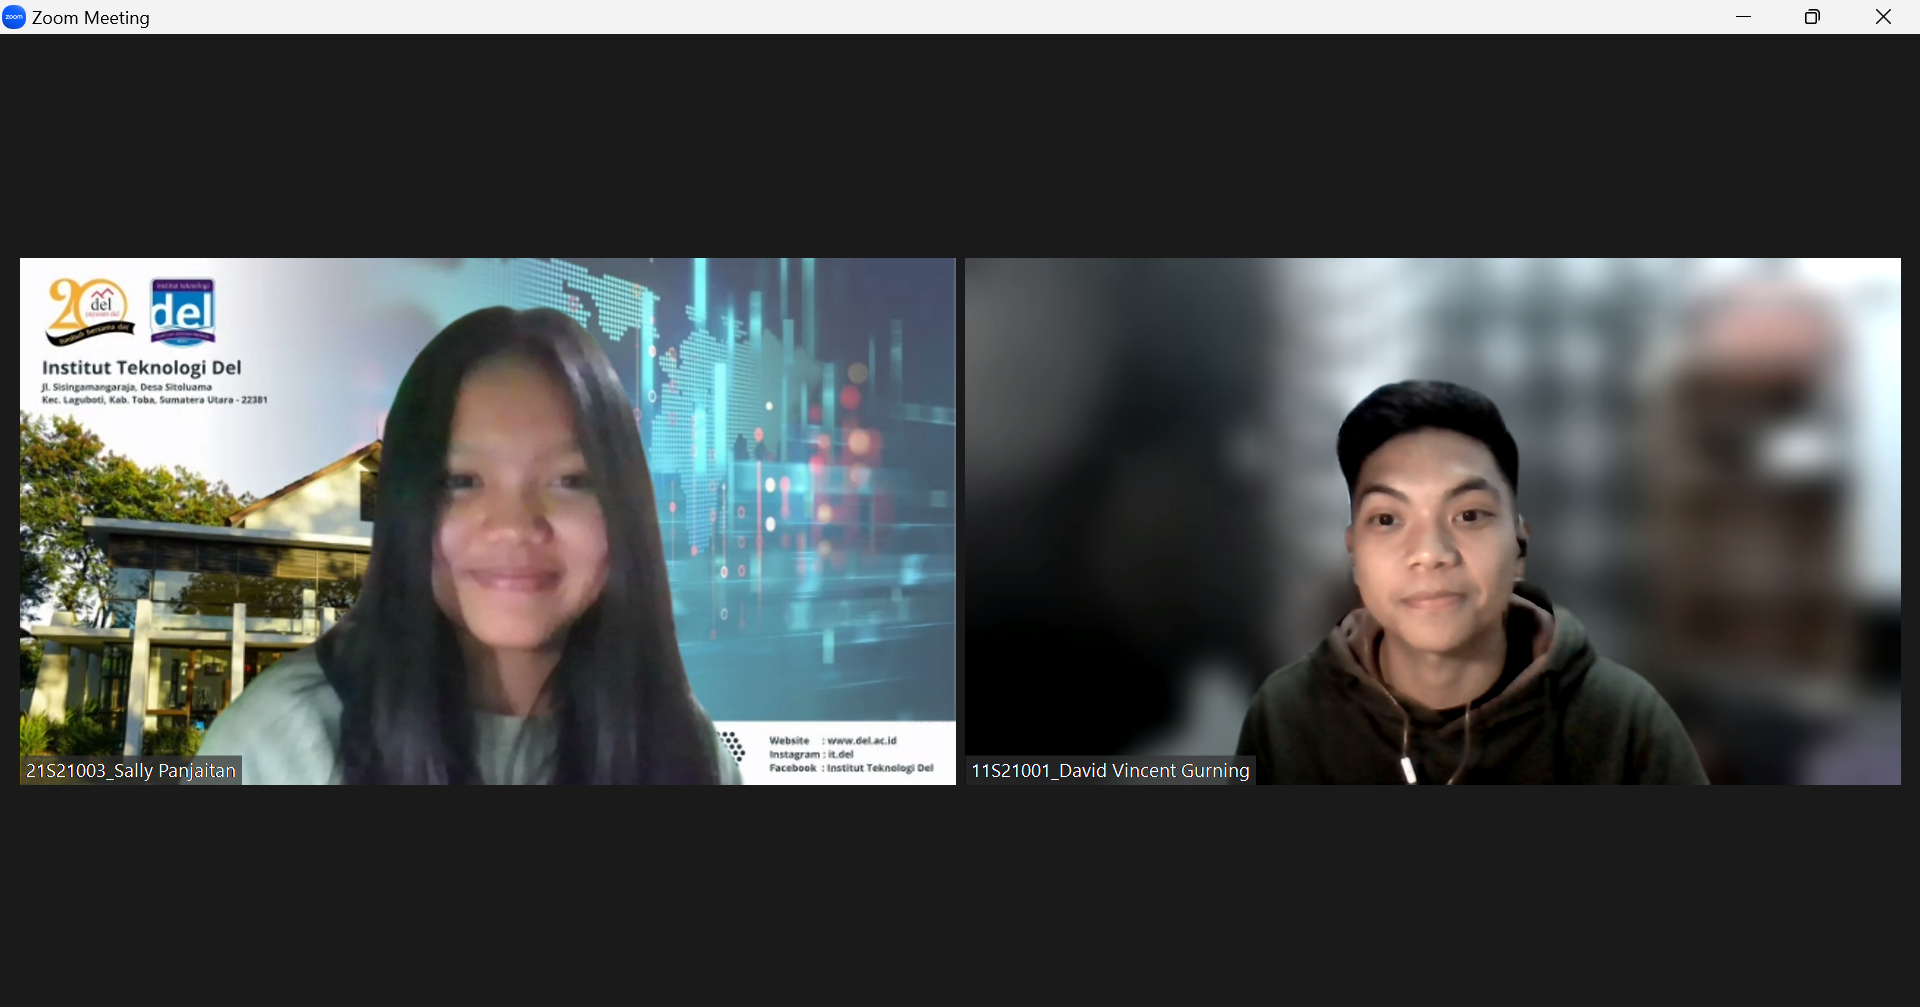 zoom
Zoom Meeting
20
del
Institut Teknologi
del
Institut Teknologi Del
Jl. Sisingamangaraja, Desa Sitoluama
Kec. Laguboti, Kab. Toba, Sumatera Utara - 22381
Website : www.del.ac.id
Instagram : it.del
Facebook : Institut Teknologi Del
21S21003_Sally Panjaitan
11S21001_David Vincent Gurning